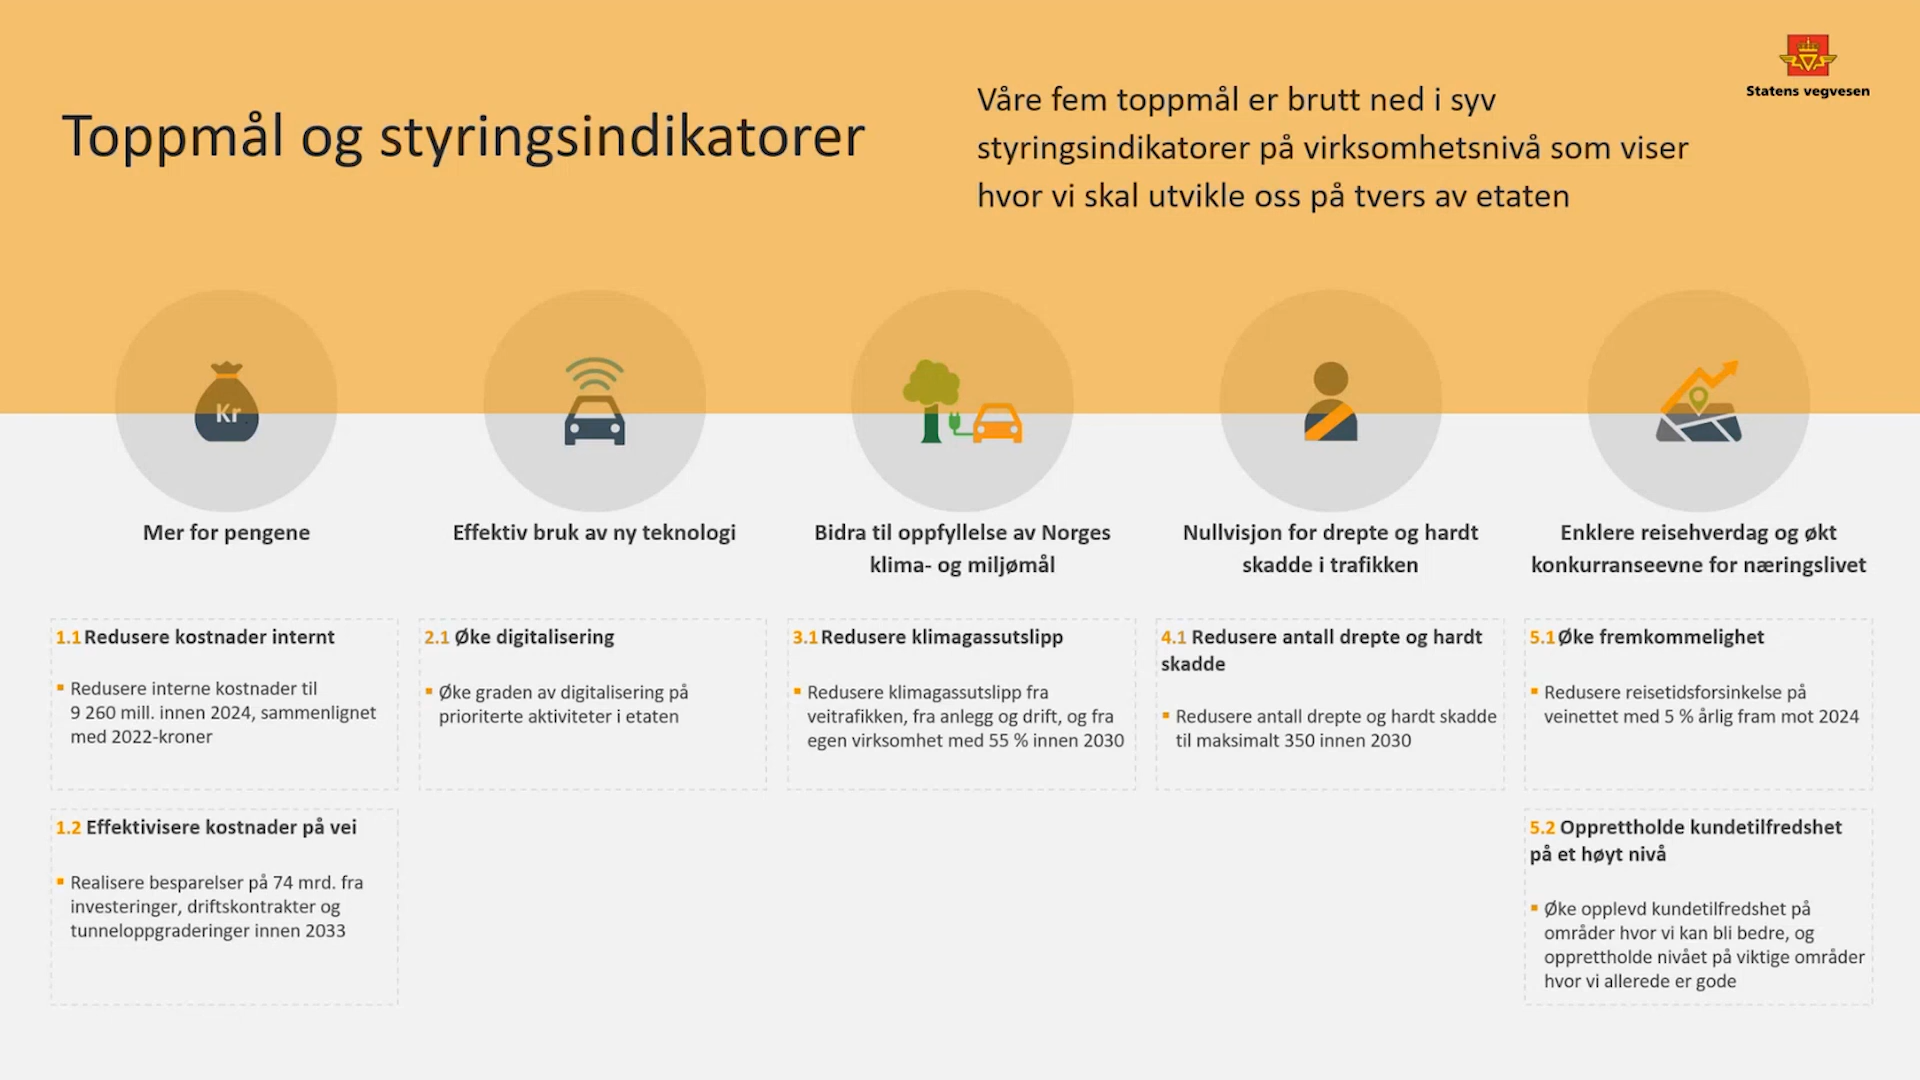 Toppmål og styringsindikatorer
Våre fem toppmål er brutt ned i syv
styringsindikatorer på virksomhetsnivå som viser
hvor vi skal utvikle oss på tvers av etaten
Statens vegvesen
Kr
Mer for pengene
1.1 Redusere kostnader internt
▪ Redusere interne kostnader til
9 260 mill. innen 2024, sammenlignet
med 2022-kroner
1.2 Effektivisere kostnader på vei
▪ Realisere besparelser på 74 mrd. fra
investeringer, driftskontrakter og
tunneloppgraderinger innen 2033
Effektiv bruk av ny teknologi
2.1 Øke digitalisering
▪ Øke graden av digitalisering på
prioriterte aktiviteter i etaten
Bidra til oppfyllelse av Norges
klima- og miljømål
3.1 Redusere klimagassutslipp
▪ Redusere klimagassutslipp fra
veitrafikken, fra anlegg og drift, og fra
egen virksomhet med 55 % innen 2030
Nullvisjon for drepte og hardt
skadde i trafikken
4.1 Redusere antall drepte og hardt
skadde
▪ Redusere antall drepte og hardt skadde
til maksimalt 350 innen 2030
Enklere reisehverdag og økt
konkurranseevne for næringslivet
5.1 Øke fremkommelighet
▪ Redusere reisetidsforsinkelse på
veinettet med 5 % årlig fram mot 2024
5.2 Opprettholde kundetilfredshet
på et høyt nivå
▪ Øke opplevd kundetilfredshet på
områder hvor vi kan bli bedre, og
opprettholde nivået på viktige områder
hvor vi allerede er gode